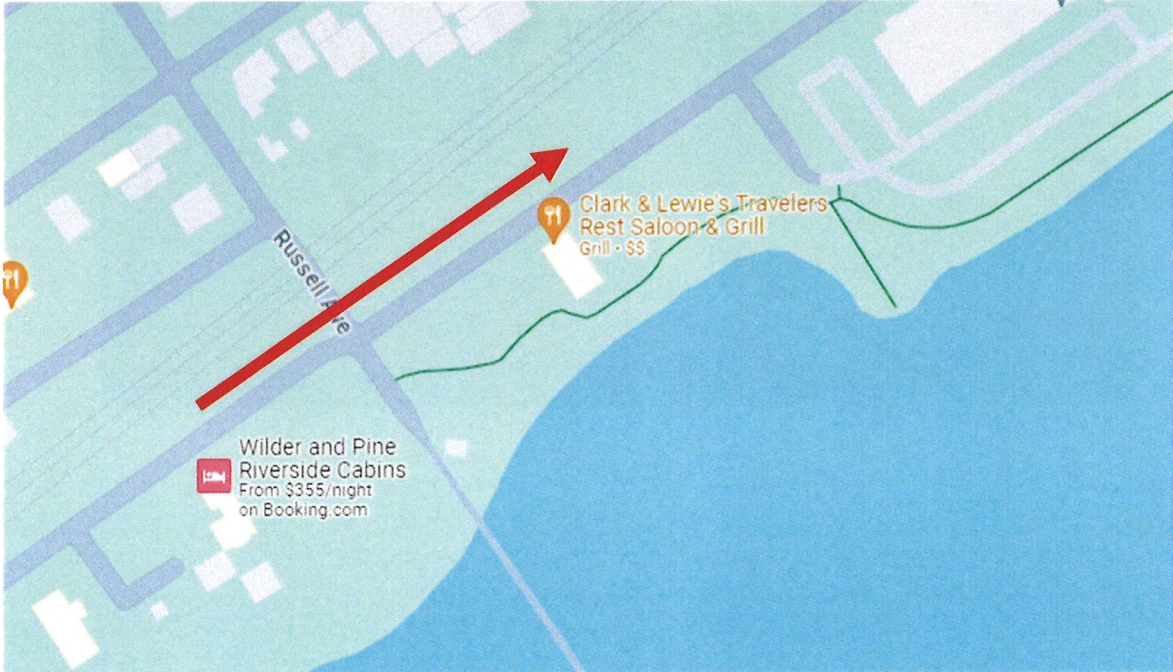 Clark & Lewie's Travelers
Rest Saloon & Grill
Grill · $$
Russell Ave
Wilder and Pine
Riverside Cabins
From $355/night
on Booking.com